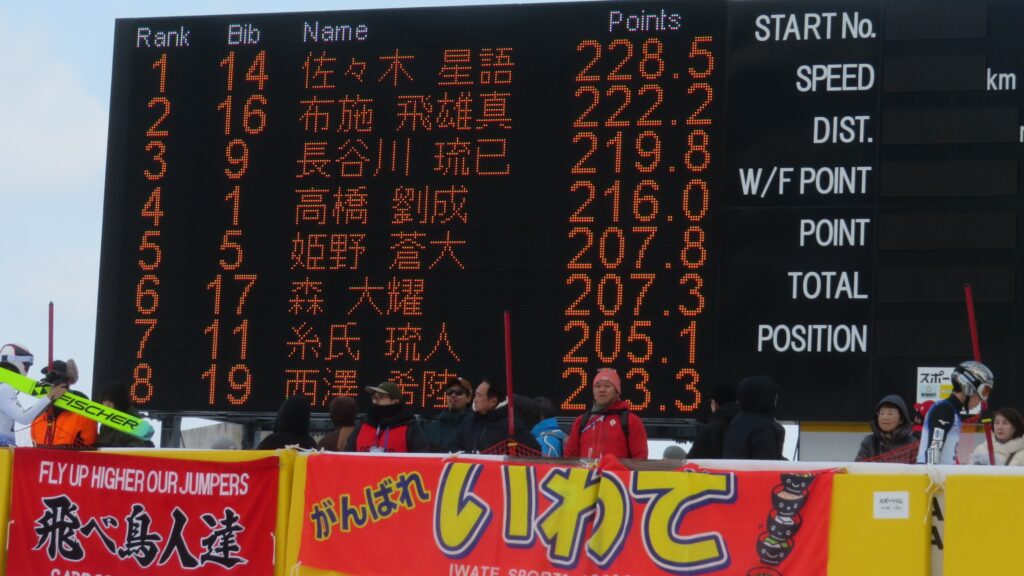 Rank Bib Name Points
1 14 佐々木 星語 228.5
2 16 布施 飛雄真 222.2
3 9 長谷川 琉已 219.8
4 1 高橋 劉成 216.0
5 5 姫野 蒼大 207.8
6 17 森 大耀 207.3
7 11 糸氏 琉人 205.1
8 19 西澤 希陸 3.3
START No.
SPEED km
DIST.
W/F POINT
POINT
TOTAL
POSITION
FISCHER
FLY UP HIGHER OUR JUMPERS
飛べ鳥人達
がんばれ いわて